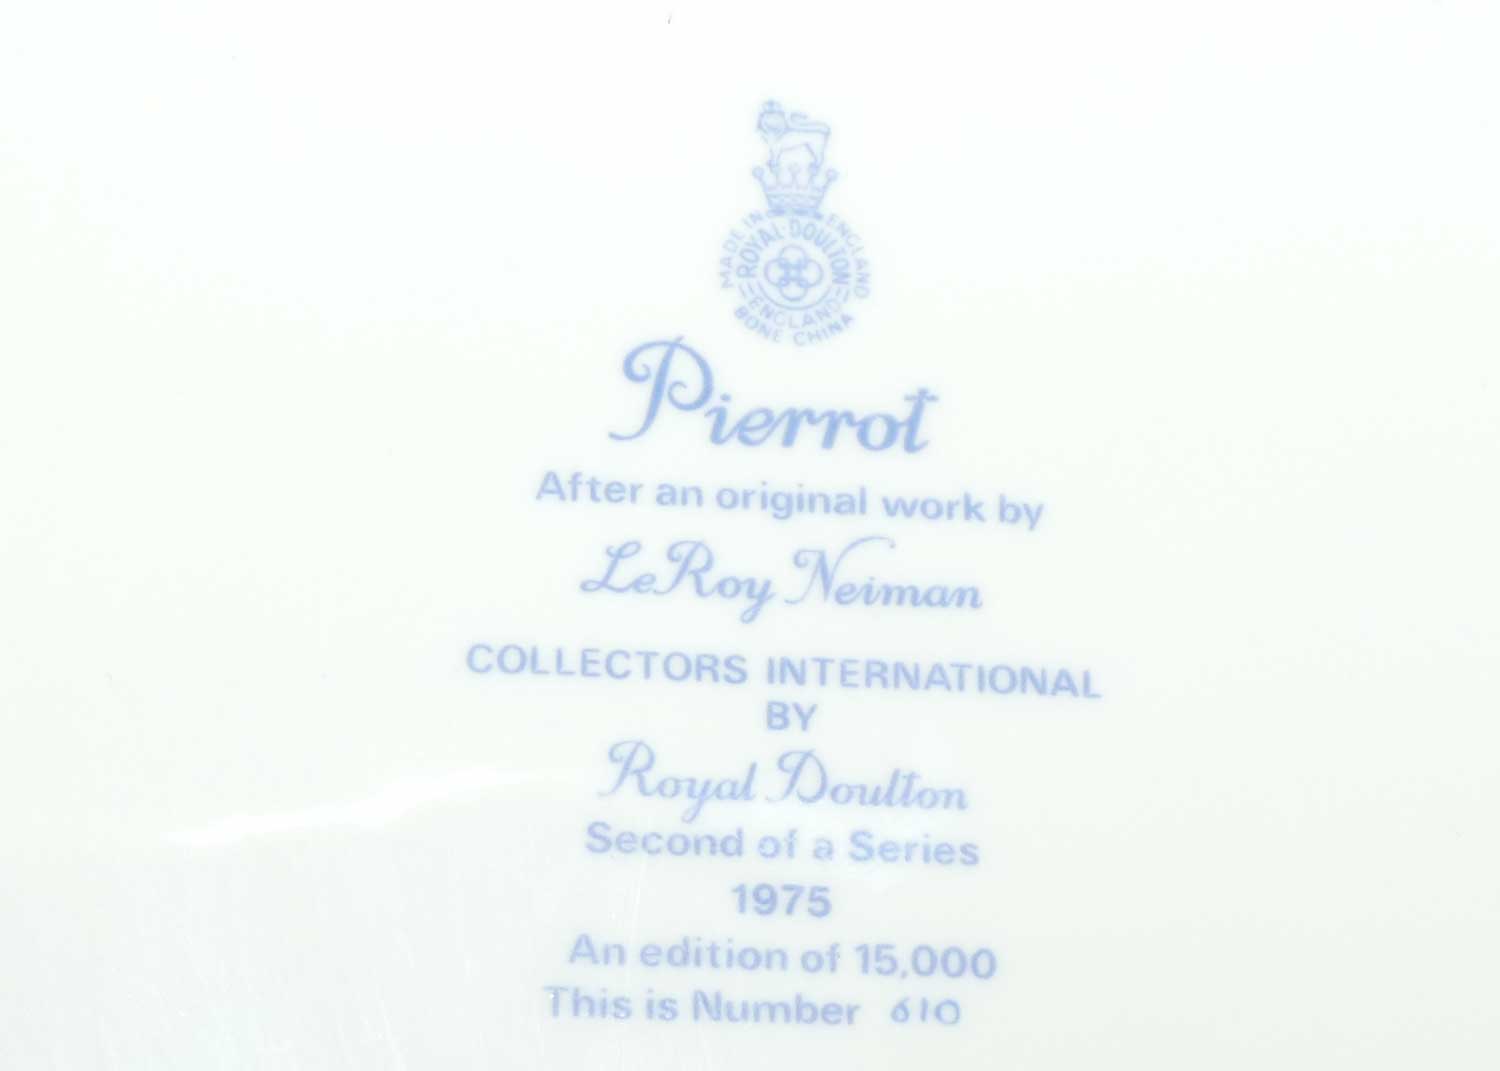 MADE IN ENGLAND
ROYAL DOULTON
ENGLAND
BONE CHINA
Pierrot
After an original work by
LeRoy Neiman
COLLECTORS INTERNATIONAL
BY
Royal Doulton
Second of a Series
1975
An edition of 15,000
This is Number 610